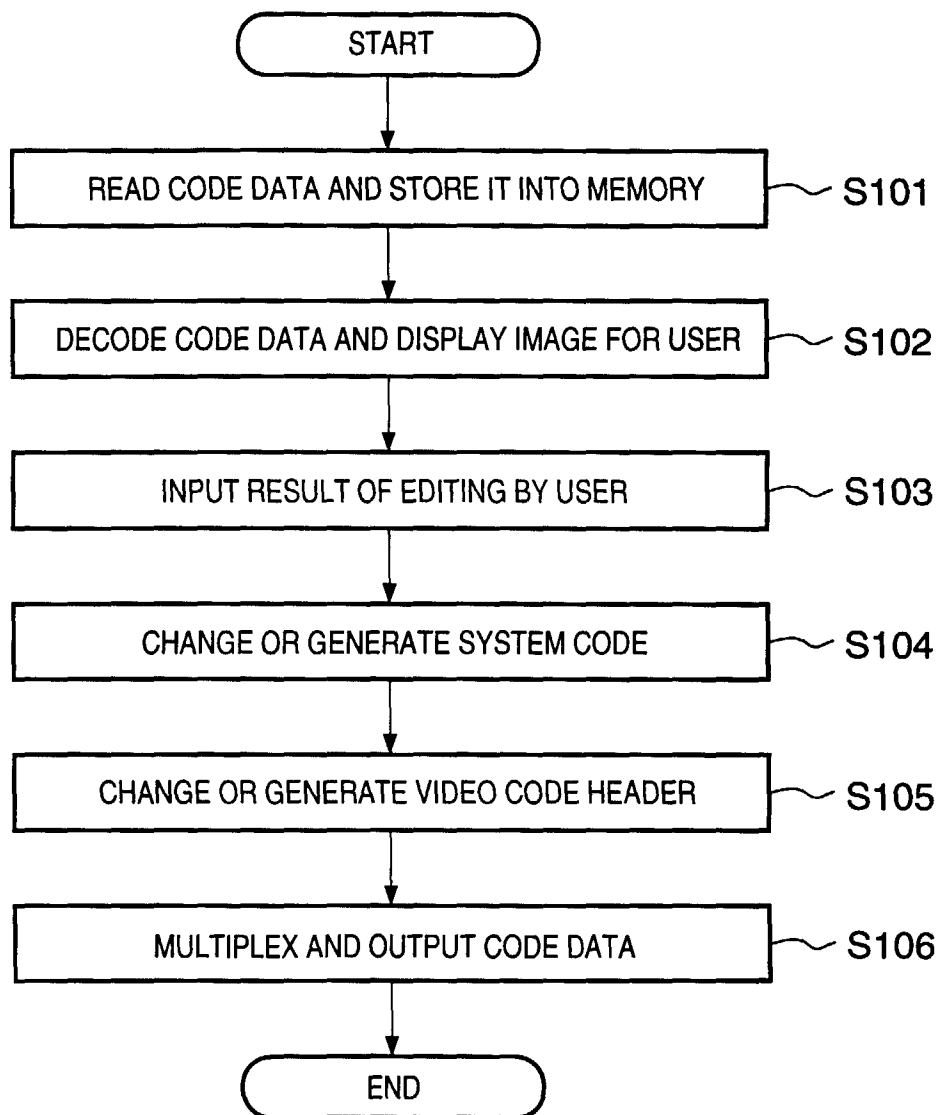 START
READ CODE DATA AND STORE IT INTO MEMORY
S101
DECODE CODE DATA AND DISPLAY IMAGE FOR USER
S102
INPUT RESULT OF EDITING BY USER
S103
CHANGE OR GENERATE SYSTEM CODE
S104
CHANGE OR GENERATE VIDEO CODE HEADER
S105
MULTIPLEX AND OUTPUT CODE DATA
S106
END